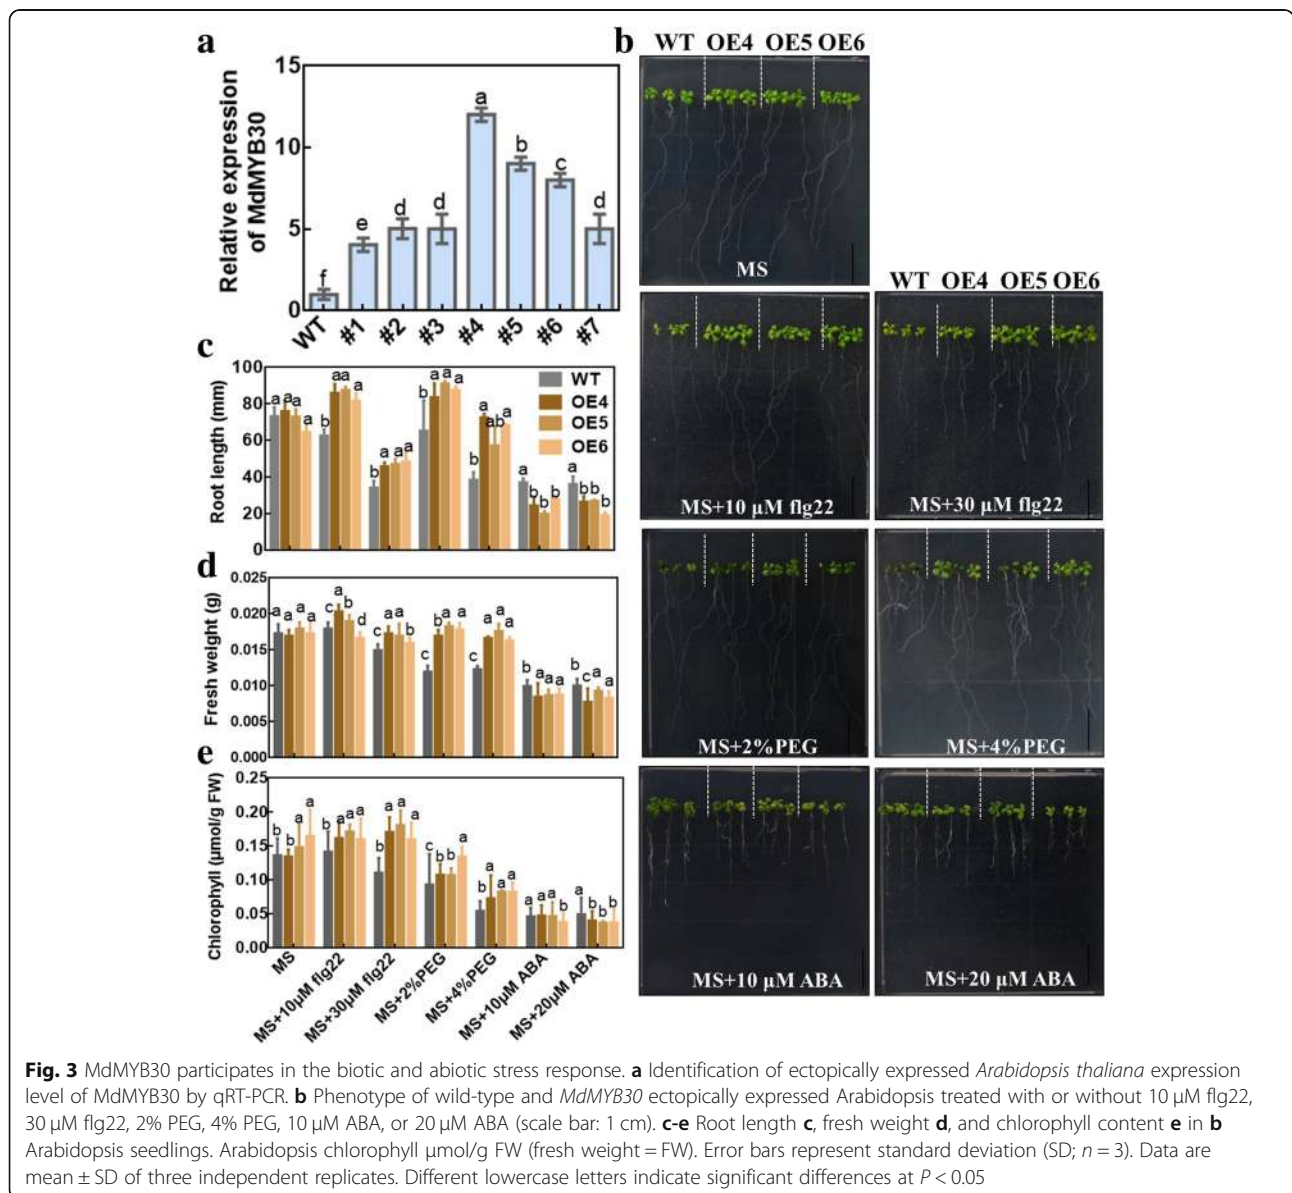 a
Relative expression
of MdMYB30
15
10
5
0
f
e
d
d
a
b
c
d
WT
#1
#2
#3
#4
#5
#6
#7
b
WT OE4 OE5 OE6
MS
WT OE4 OE5 OE6
MS+10 µM flg22
MS+30 µM flg22
MS+2%PEG
MS+4%PEG
MS+10 µM ABA
MS+20 µM ABA
c
Root length (mm)
100
80
60
40
20
0
a a a a
b a a a
b a a a
b a a a
b a ab a
a b b b
a b b b
WT
OE4
OE5
OE6
d
Fresh weight (g)
0.025
0.020
0.015
0.010
0.005
0.000
a a a a
c a b d
c a a b
c b a a
c a a a
b a a a
b c a a
e
Chlorophyll (µmol/g FW)
0.25
0.20
0.15
0.10
0.05
0.00
b b a a
b a a a
b a a a
c b b a
b a a a
a a a b
a b b b
MS
MS+10µM flg22
MS+30µM flg22
MS+2%PEG
MS+4%PEG
MS+10µM ABA
MS+20µM ABA
Fig. 3 MdMYB30 participates in the biotic and abiotic stress response. a Identification of ectopically expressed Arabidopsis thaliana expression
level of MdMYB30 by qRT-PCR. b Phenotype of wild-type and MdMYB30 ectopically expressed Arabidopsis treated with or without 10 µM flg22,
30 µM flg22, 2% PEG, 4% PEG, 10 µM ABA, or 20 µM ABA (scale bar: 1 cm). c-e Root length c, fresh weight d, and chlorophyll content e in b
Arabidopsis seedlings. Arabidopsis chlorophyll µmol/g FW (fresh weight = FW). Error bars represent standard deviation (SD; n = 3). Data are
mean ± SD of three independent replicates. Different lowercase letters indicate significant differences at P < 0.05